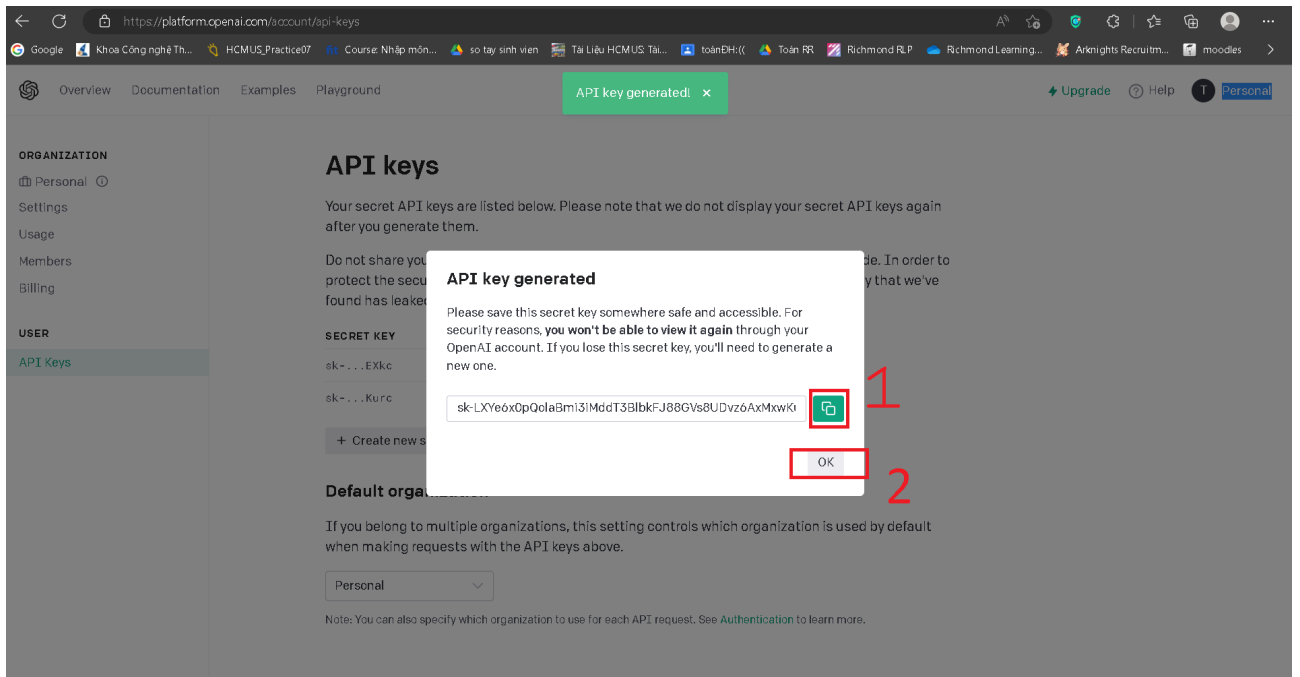 https://platform.openai.com/account/api-keys
Google Khoa Công nghệ Th... HCMUS_Practice07 Course: Nhập môn... so tay sinh vien Tài Liệu HCMUS: Tài... toánĐH:(( Toán RR Richmond RLP Richmond Learning... Arknights Recruitm... moodles
Overview Documentation Examples Playground
API key generated! ×
Upgrade Help T Personal
ORGANIZATION
Personal
Settings
Usage
Members
Billing
USER
API Keys
API keys
Your secret API keys are listed below. Please note that we do not display your secret API keys again
after you generate them.
Do not share you de. In order to
protect the secu y that we've
found has leaked
SECRET KEY
sk-...EXkc
sk-...Kurc
+ Create new s
API key generated
Please save this secret key somewhere safe and accessible. For
security reasons, you won't be able to view it again through your
OpenAI account. If you lose this secret key, you'll need to generate a
new one.
1
OK
2
Default organization
If you belong to multiple organizations, this setting controls which organization is used by default
when making requests with the API keys above.
Personal
Note: You can also specify which organization to use for each API request. See Authentication to learn more.